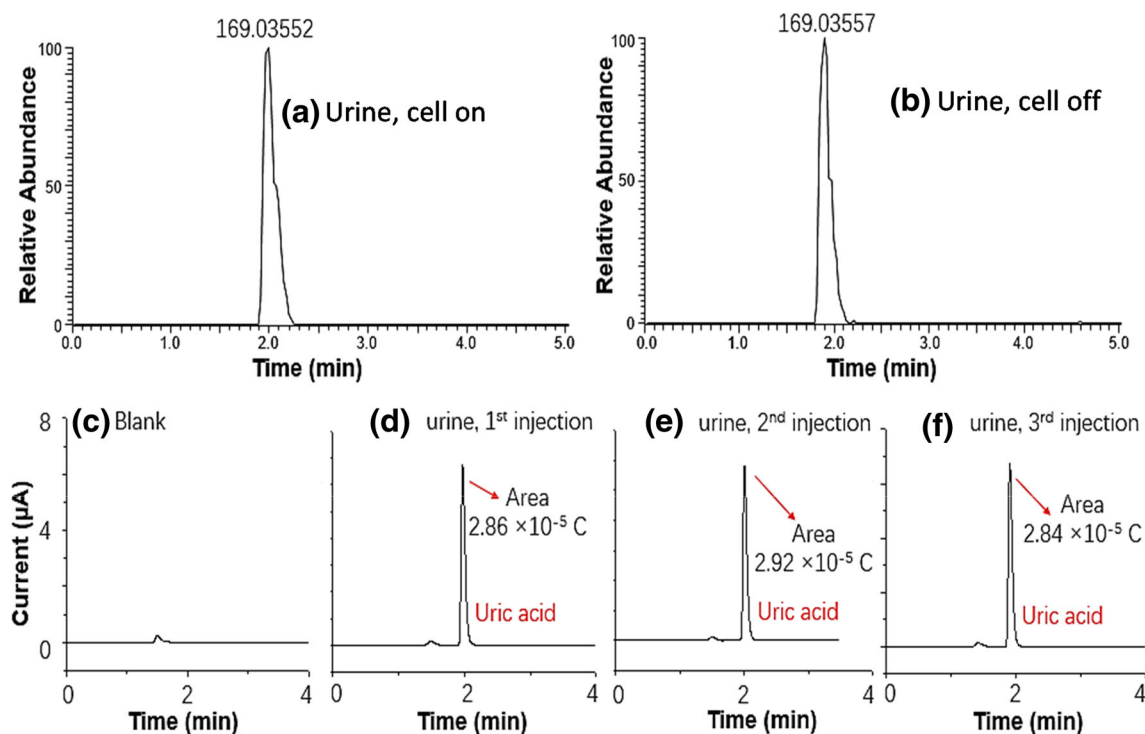 169.03552
(a) Urine, cell on
Relative Abundance
100
50
0
0.0 1.0 2.0 3.0 4.0 5.0
Time (min)
169.03557
(b) Urine, cell off
Relative Abundance
100
50
0
0.0 1.0 2.0 3.0 4.0 5.0
Time (min)
(c) Blank
Current (µA)
8
4
0
0 2 4
Time (min)
(d) urine, 1st injection
Area
2.86 ×10-5 C
Uric acid
0 2 4
Time (min)
(e) urine, 2nd injection
Area
2.92 ×10-5 C
Uric acid
0 2 4
Time (min)
(f) urine, 3rd injection
Area
2.84 ×10-5 C
Uric acid
0 2 4
Time (min)